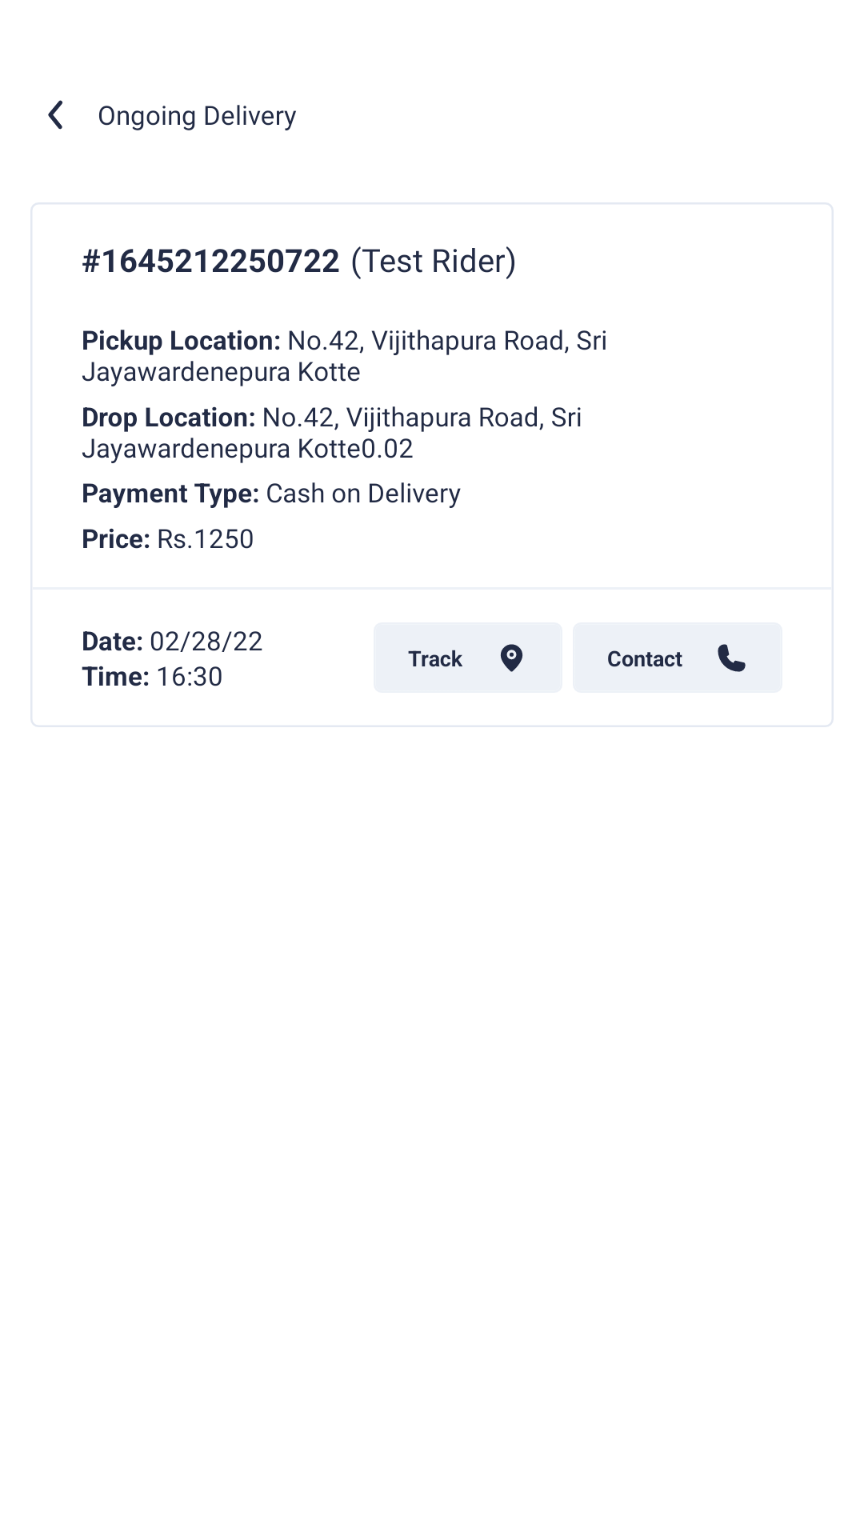 Ongoing Delivery
#1645212250722 (Test Rider)
Pickup Location: No.42, Vijithapura Road, Sri
Jayawardenepura Kotte
Drop Location: No.42, Vijithapura Road, Sri
Jayawardenepura Kotte0.02
Payment Type: Cash on Delivery
Price: Rs.1250
Date: 02/28/22
Time: 16:30
Track
Contact